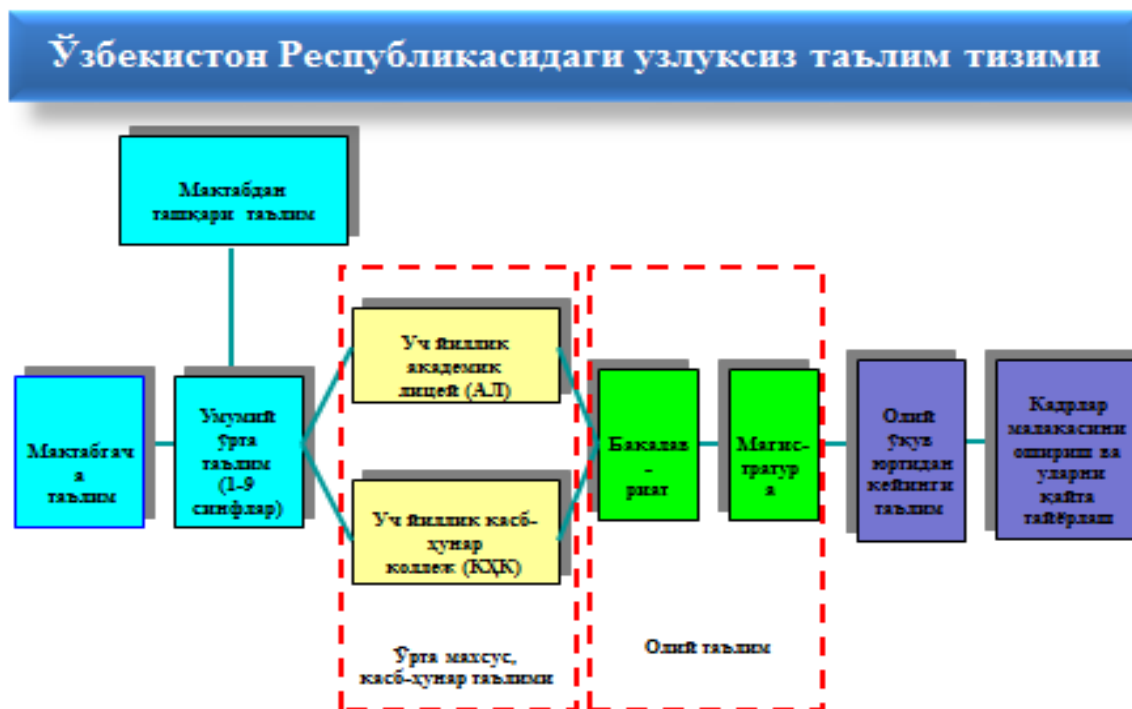 Ўзбекистон Республикасидаги узлуксиз таълим тизими
Мактабдан
ташқари таълим
Мактабгач
а
таълим
Умумий
ўрта
таълим
(1-9
синфлар)
Уч йиллик
академик
лицей (АЛ)
Уч йиллик касб-
ҳунар
коллеж (КҲК)
Ўрта махсус,
касб-ҳунар таълими
Бакалав
-
риат
Магис-
тратур
а
Олий таълим
Олий
ўқув
юртидан
кейинги
таълим
Кадрлар
малакасини
ошириш ва
уларни
қайта
тайёрлаш